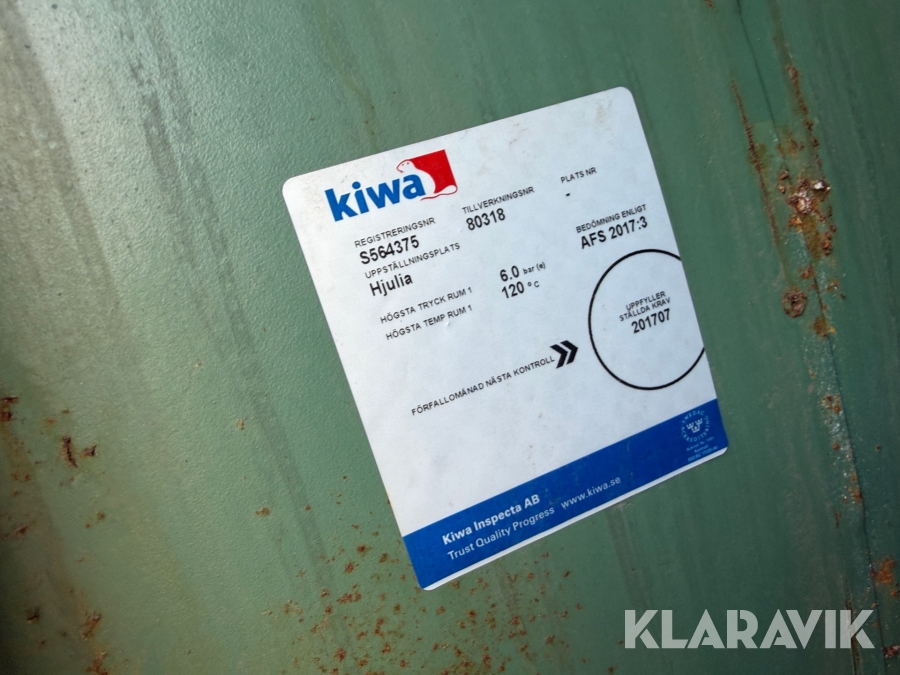 kiwa
REGISTRERINGSNR TILLVERKNINGSNR PLATS NR
S564375 80318 -
UPPSTÄLLNINGSPLATS BEDÖMNING ENLIGT
Hjulia AFS 2017:3
HÖGSTA TRYCK RUM 1 6.0 bar (e)
HÖGSTA TEMP RUM 1 120 °C
UPPFYLLER
STÄLLDA KRAV
201707
FÖRFALLOMÅNAD NÄSTA KONTROLL
Kiwa Inspecta AB
Trust Quality Progress www.kiwa.se
KLARAVIK